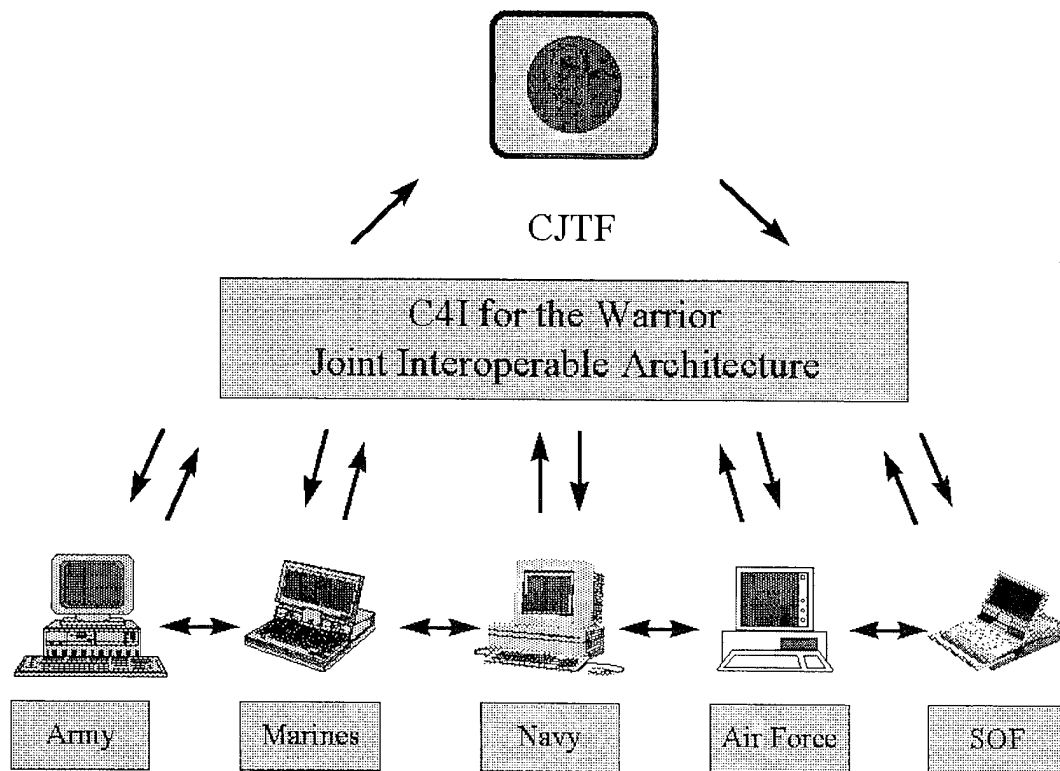 CJTF
C4I for the Warrior
Joint Interoperable Architecture
Army
Marines
Navy
Air Force
SOF